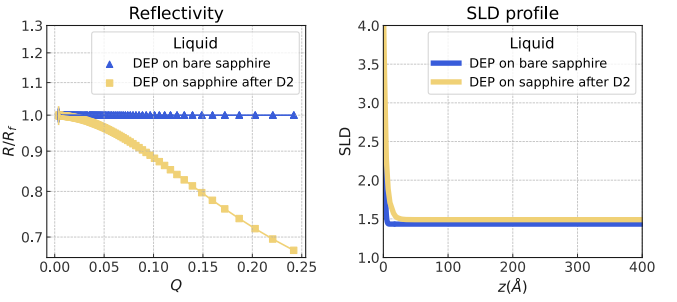 Reflectivity
1.3
1.2
1.1
1.0
0.9
0.8
0.7
R/R_f
Liquid
DEP on bare sapphire
DEP on sapphire after D2
0.00 0.05 0.10 0.15 0.20 0.25
Q
SLD profile
4.0
3.5
3.0
2.5
2.0
1.5
1.0
SLD
Liquid
DEP on bare sapphire
DEP on sapphire after D2
0 100 200 300 400
z(Å)